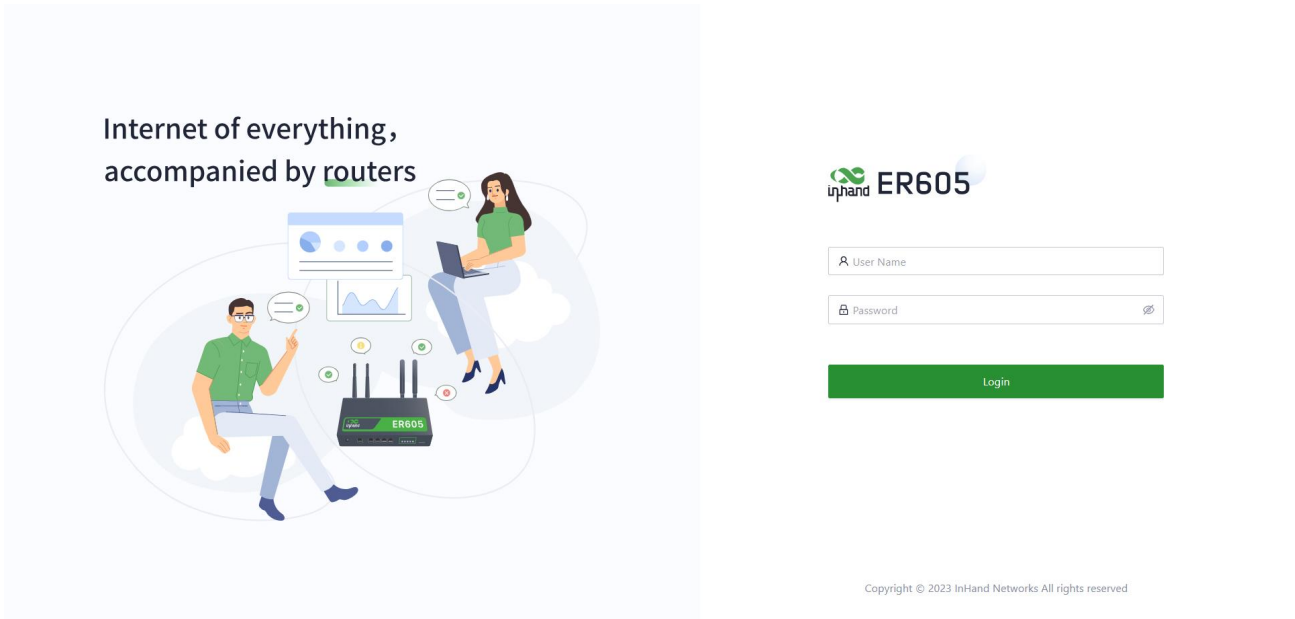 Internet of everything,
accompanied by routers
inhand
ER605
inhand ER605
User Name
Password
Login
Copyright © 2023 InHand Networks All rights reserved